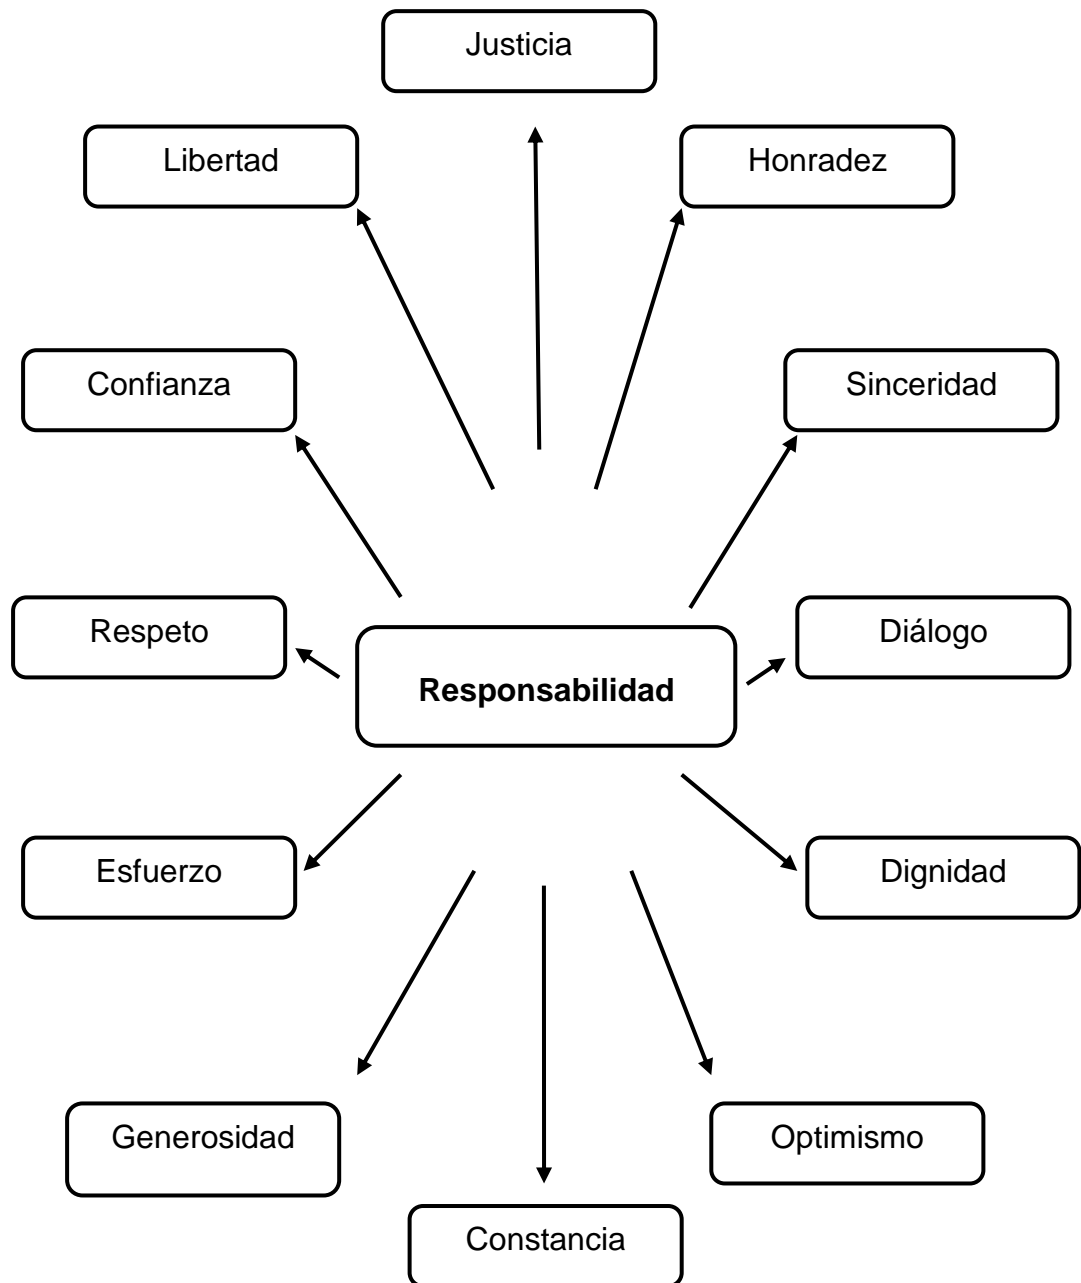 Justicia
Libertad
Honradez
Confianza
Sinceridad
Respeto
Diálogo
Responsabilidad
Esfuerzo
Dignidad
Generosidad
Optimismo
Constancia